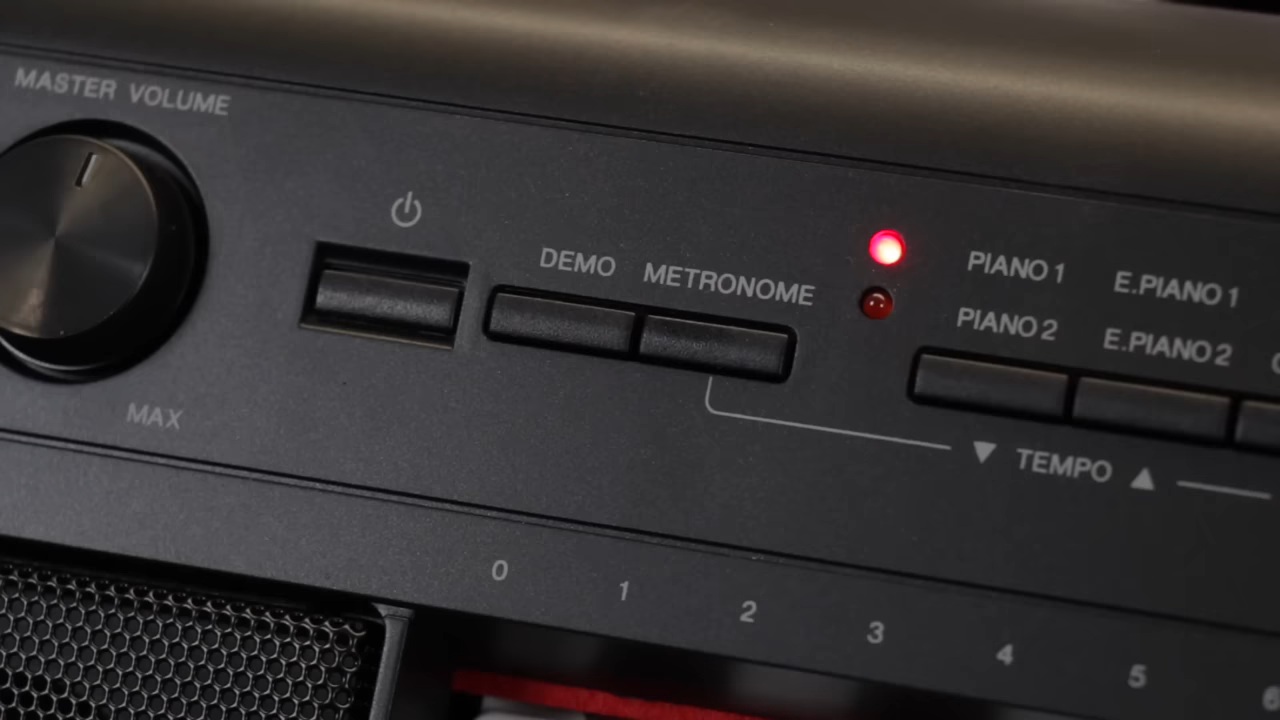 MASTER VOLUME
MAX
DEMO
METRONOME
PIANO 1
E.PIANO 1
PIANO 2
E.PIANO 2
▼ TEMPO ▲
0
1
2
3
4
5
6